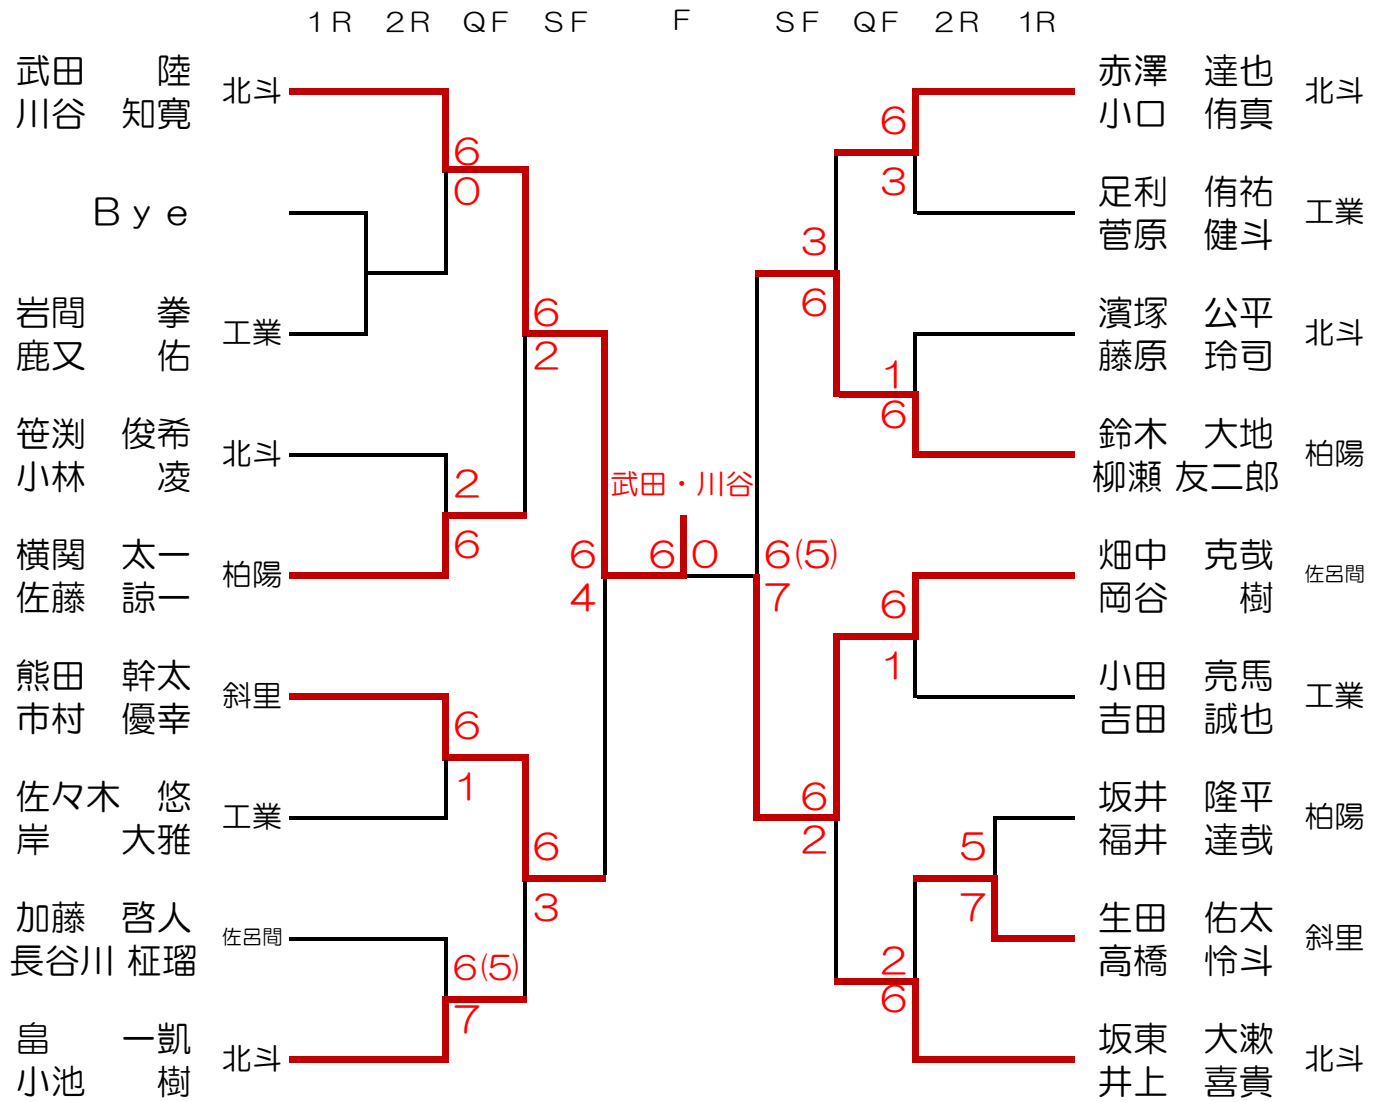 1R 2R QF SF F SF QF 2R 1R
武田 陸
川谷 知寛
北斗
Bye
岩間 拳
鹿又 佑
工業
笹渕 俊希
小林 凌
北斗
横関 太一
佐藤 諒一
柏陽
熊田 幹太
市村 優幸
斜里
佐々木 悠
岸 大雅
工業
加藤 啓人
長谷川 柾瑠
佐呂間
畠 一凱
小池 樹
北斗
6
0
2
6
6
1
6(5)
7
6
2
6
3
6
4
武田・川谷
6 0
6(5)
7
3
6
6
2
6
3
1
6
6
1
2
6
5
7
赤澤 達也
小口 侑真
北斗
足利 侑祐
菅原 健斗
工業
濱塚 公平
藤原 玲司
北斗
鈴木 大地
柳瀬 友二郎
柏陽
畑中 克哉
岡谷 樹
佐呂間
小田 亮馬
吉田 誠也
工業
坂井 隆平
福井 達哉
柏陽
生田 佑太
高橋 怜斗
斜里
坂東 大漱
井上 喜貴
北斗